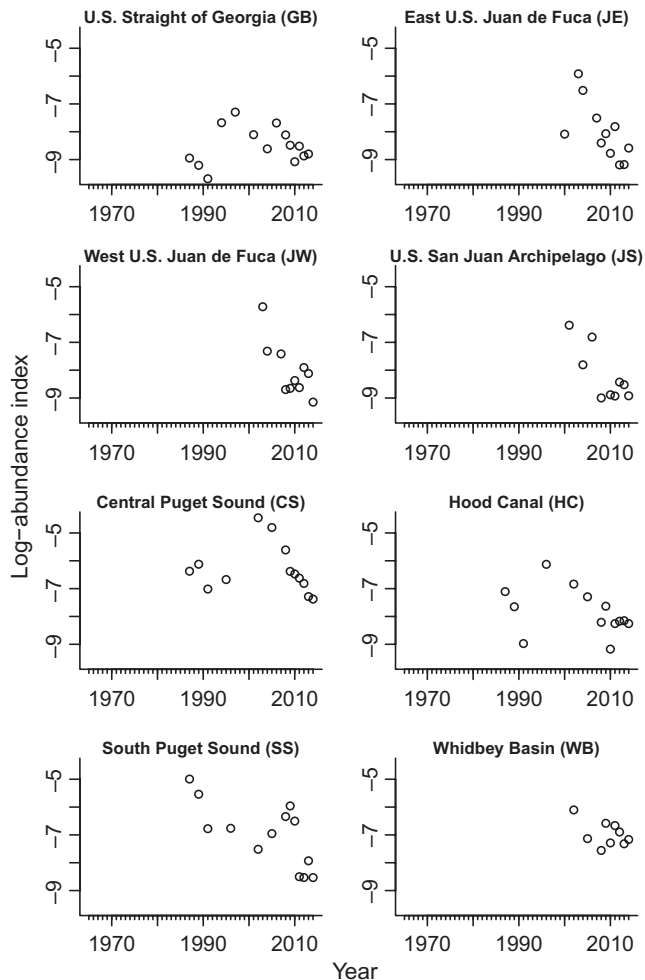 U.S. Straight of Georgia (GB)
East U.S. Juan de Fuca (JE)
−5
−7
−9
1970 1990 2010
−5
−7
−9
1970 1990 2010
West U.S. Juan de Fuca (JW)
U.S. San Juan Archipelago (JS)
−5
−7
−9
1970 1990 2010
−5
−7
−9
1970 1990 2010
Log−abundance index
Central Puget Sound (CS)
Hood Canal (HC)
−5
−7
−9
1970 1990 2010
−5
−7
−9
1970 1990 2010
South Puget Sound (SS)
Whidbey Basin (WB)
−5
−7
−9
1970 1990 2010
−5
−7
−9
1970 1990 2010
Year